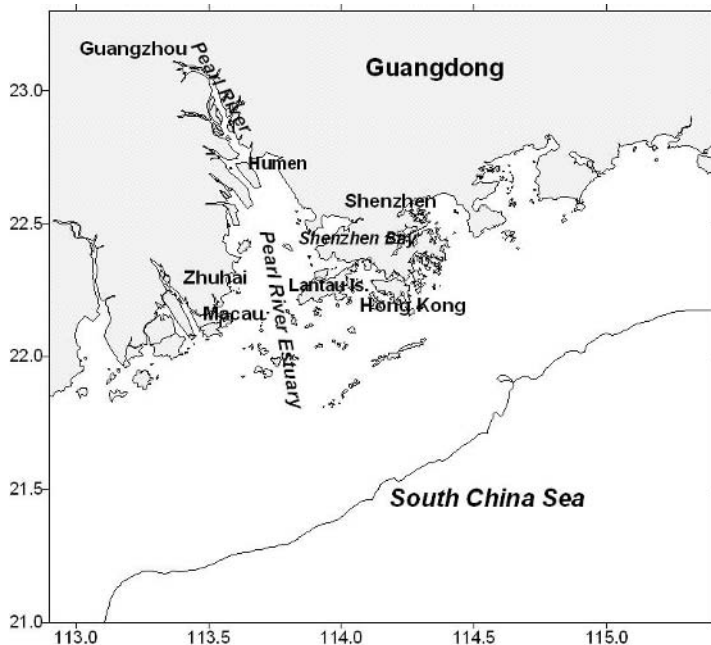 Guangzhou
Pearl River
Guangdong
23.0
Humen
Shenzhen
22.5
Shenzhen Bay
Pearl River Estuary
Zhuhai
Lantau Is.
Macau
Hong Kong
22.0
21.5
South China Sea
21.0
113.0 113.5 114.0 114.5 115.0